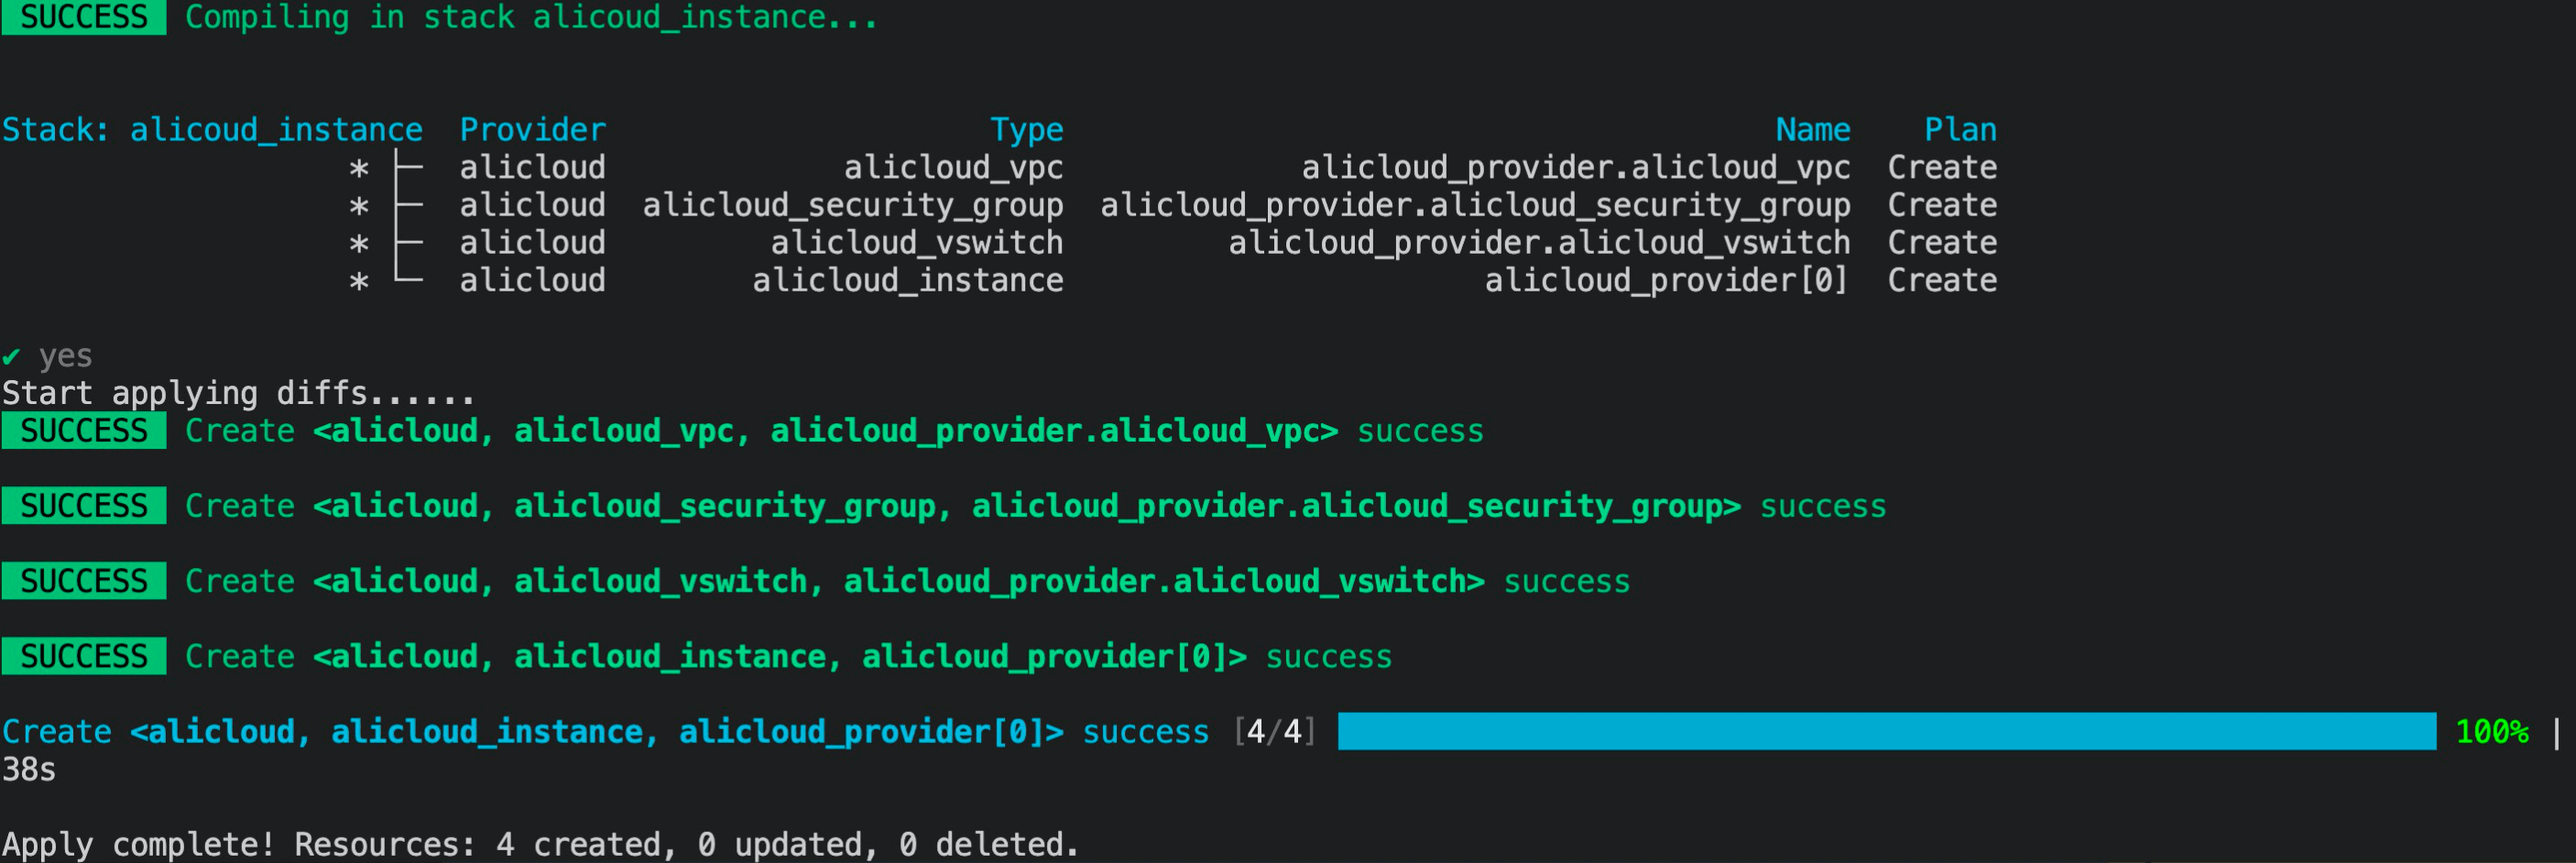 SUCCESS Compiling in stack alicoud_instance...
Stack: alicoud_instance Provider Type Name Plan
* ├─ alicloud alicloud_vpc alicloud_provider.alicloud_vpc Create
* ├─ alicloud alicloud_security_group alicloud_provider.alicloud_security_group Create
* ├─ alicloud alicloud_vswitch alicloud_provider.alicloud_vswitch Create
* └─ alicloud alicloud_instance alicloud_provider[0] Create
✔ yes
Start applying diffs......
SUCCESS Create <alicloud, alicloud_vpc, alicloud_provider.alicloud_vpc> success
SUCCESS Create <alicloud, alicloud_security_group, alicloud_provider.alicloud_security_group> success
SUCCESS Create <alicloud, alicloud_vswitch, alicloud_provider.alicloud_vswitch> success
SUCCESS Create <alicloud, alicloud_instance, alicloud_provider[0]> success
Create <alicloud, alicloud_instance, alicloud_provider[0]> success [4/4] 100% |
38s
Apply complete! Resources: 4 created, 0 updated, 0 deleted.